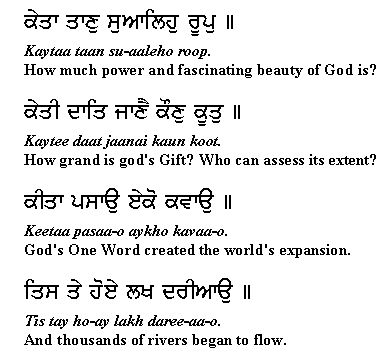 ਕੇਤਾ ਤਾਣੁ ਸੁਆਲਿਹੁ ਰੂਪੁ ॥
Kaytaa taan su-aaleho roop.
How much power and fascinating beauty of God is?
ਕੇਤੀ ਦਾਤਿ ਜਾਣੈ ਕੌਣੁ ਕੂਤੁ ॥
Kaytee daat jaanai kaun koot.
How grand is god's Gift? Who can assess its extent?
ਕੀਤਾ ਪਸਾਉ ਏਕੋ ਕਵਾਉ ॥
Keetaa pasaa-o aykho kavaa-o.
God's One Word created the world's expansion.
ਤਿਸ ਤੇ ਹੋਏ ਲਖ ਦਰੀਆਉ ॥
Tis tay ho-ay lakh daree-aa-o.
And thousands of rivers began to flow.